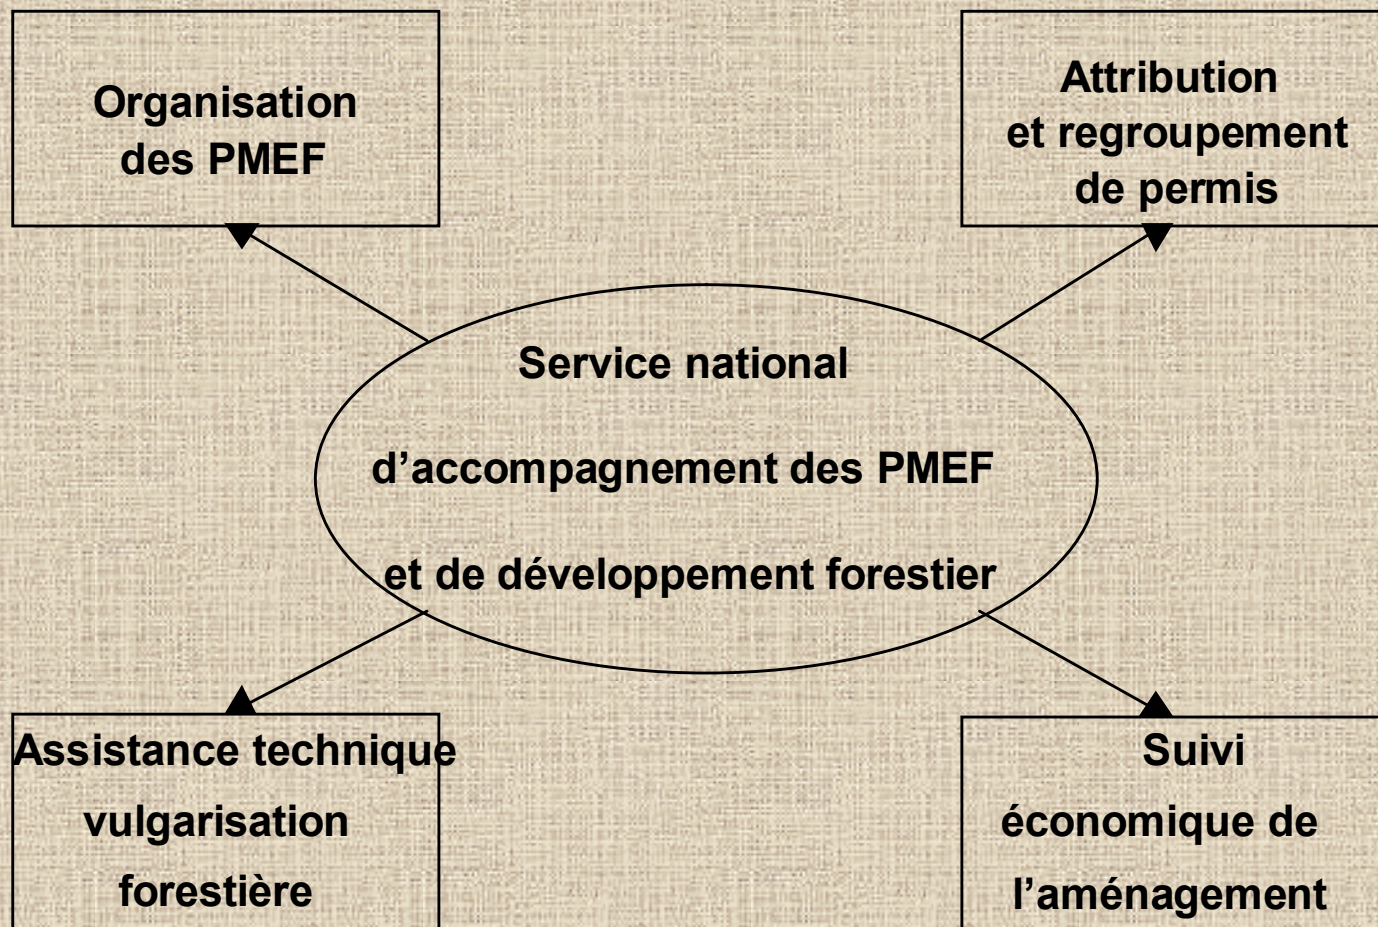 Organisation
des PMEF
Attribution
et regroupement
de permis
Service national
d’accompagnement des PMEF
et de développement forestier
Assistance technique
vulgarisation
forestière
Suivi
économique de
l’aménagement